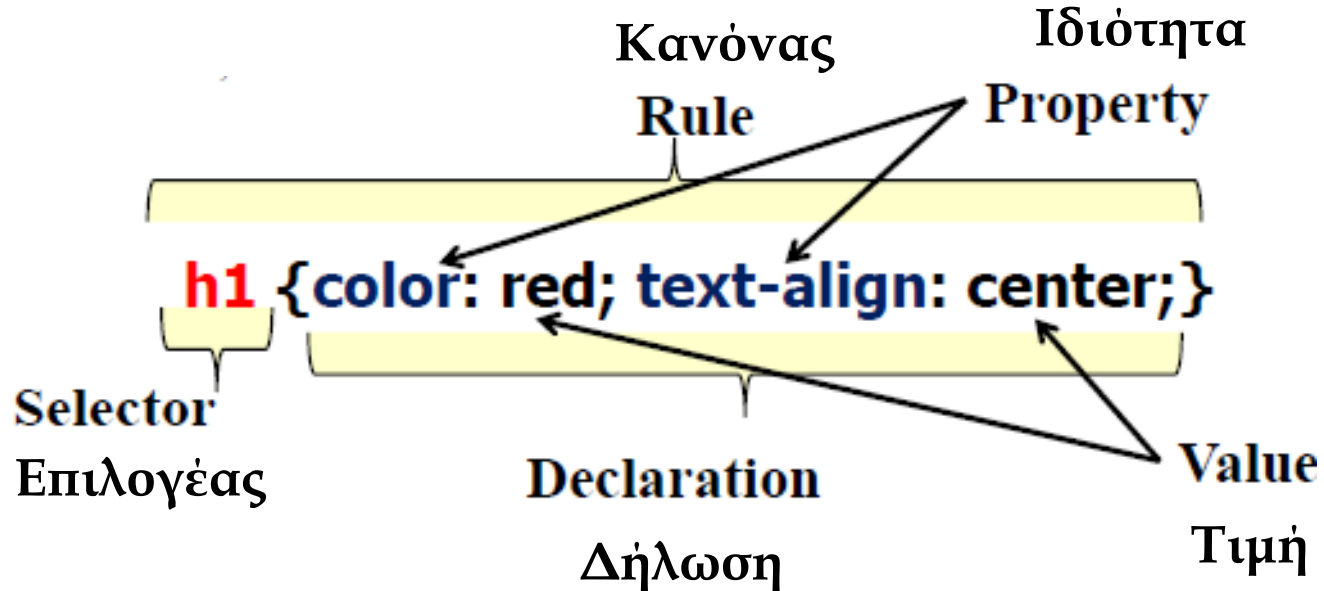 Κανόνας
Rule
Ιδιότητα
Property
h1 {color: red; text-align: center;}
Selector
Επιλογέας
Declaration
Δήλωση
Value
Τιμή